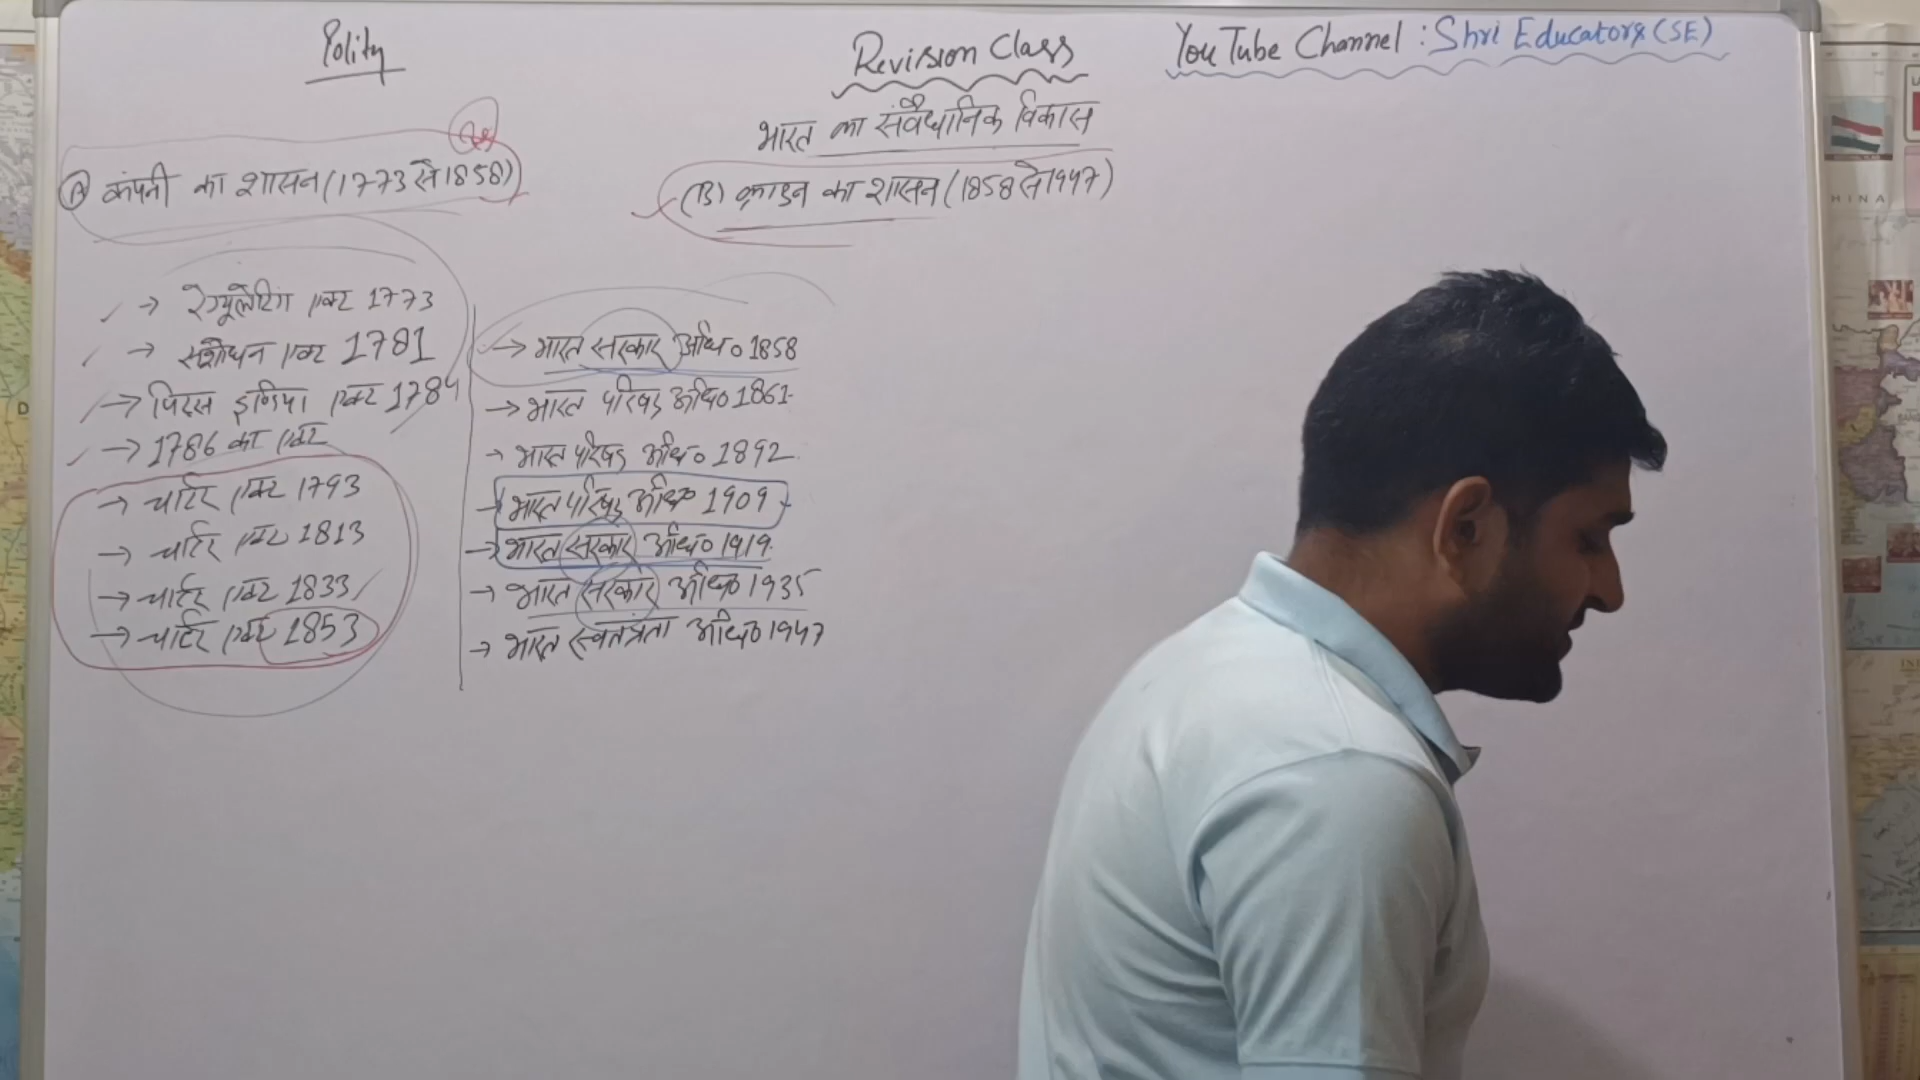 Polity
Revision Class
YouTube Channel : Shri Educators (SE)
भारत का संवैधानिक विकास
(A) कंपनी का शासन (1773 से 1858)
(B) क्राउन का शासन (1858 से 1947)
→ रेग्यूलेटिंग एक्ट 1773
→ संशोधन एक्ट 1781
→ पिट्स इण्डिया एक्ट 1784
→ 1786 का एक्ट
→ चार्टर एक्ट 1793
→ चार्टर एक्ट 1813
→ चार्टर एक्ट 1833
→ चार्टर एक्ट 1853
→ भारत सरकार अधि० 1858
→ भारत परिषद अधि० 1861
→ भारत परिषद अधि० 1892
→ भारत परिषद अधि० 1909
→ भारत सरकार अधि० 1919
→ भारत सरकार अधि० 1935
→ भारत स्वतंत्रता अधि० 1947
HINA